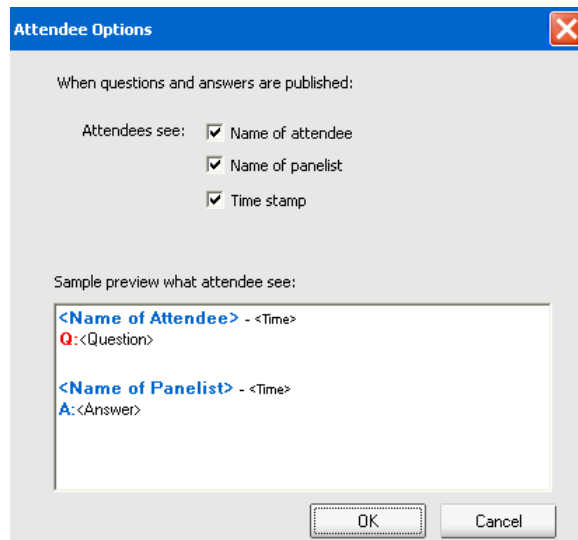 Attendee Options
When questions and answers are published:
Attendees see: Name of attendee
Name of panelist
Time stamp
Sample preview what attendee see:
<Name of Attendee> - <Time>
Q:<Question>
<Name of Panelist> - <Time>
A:<Answer>
OK Cancel